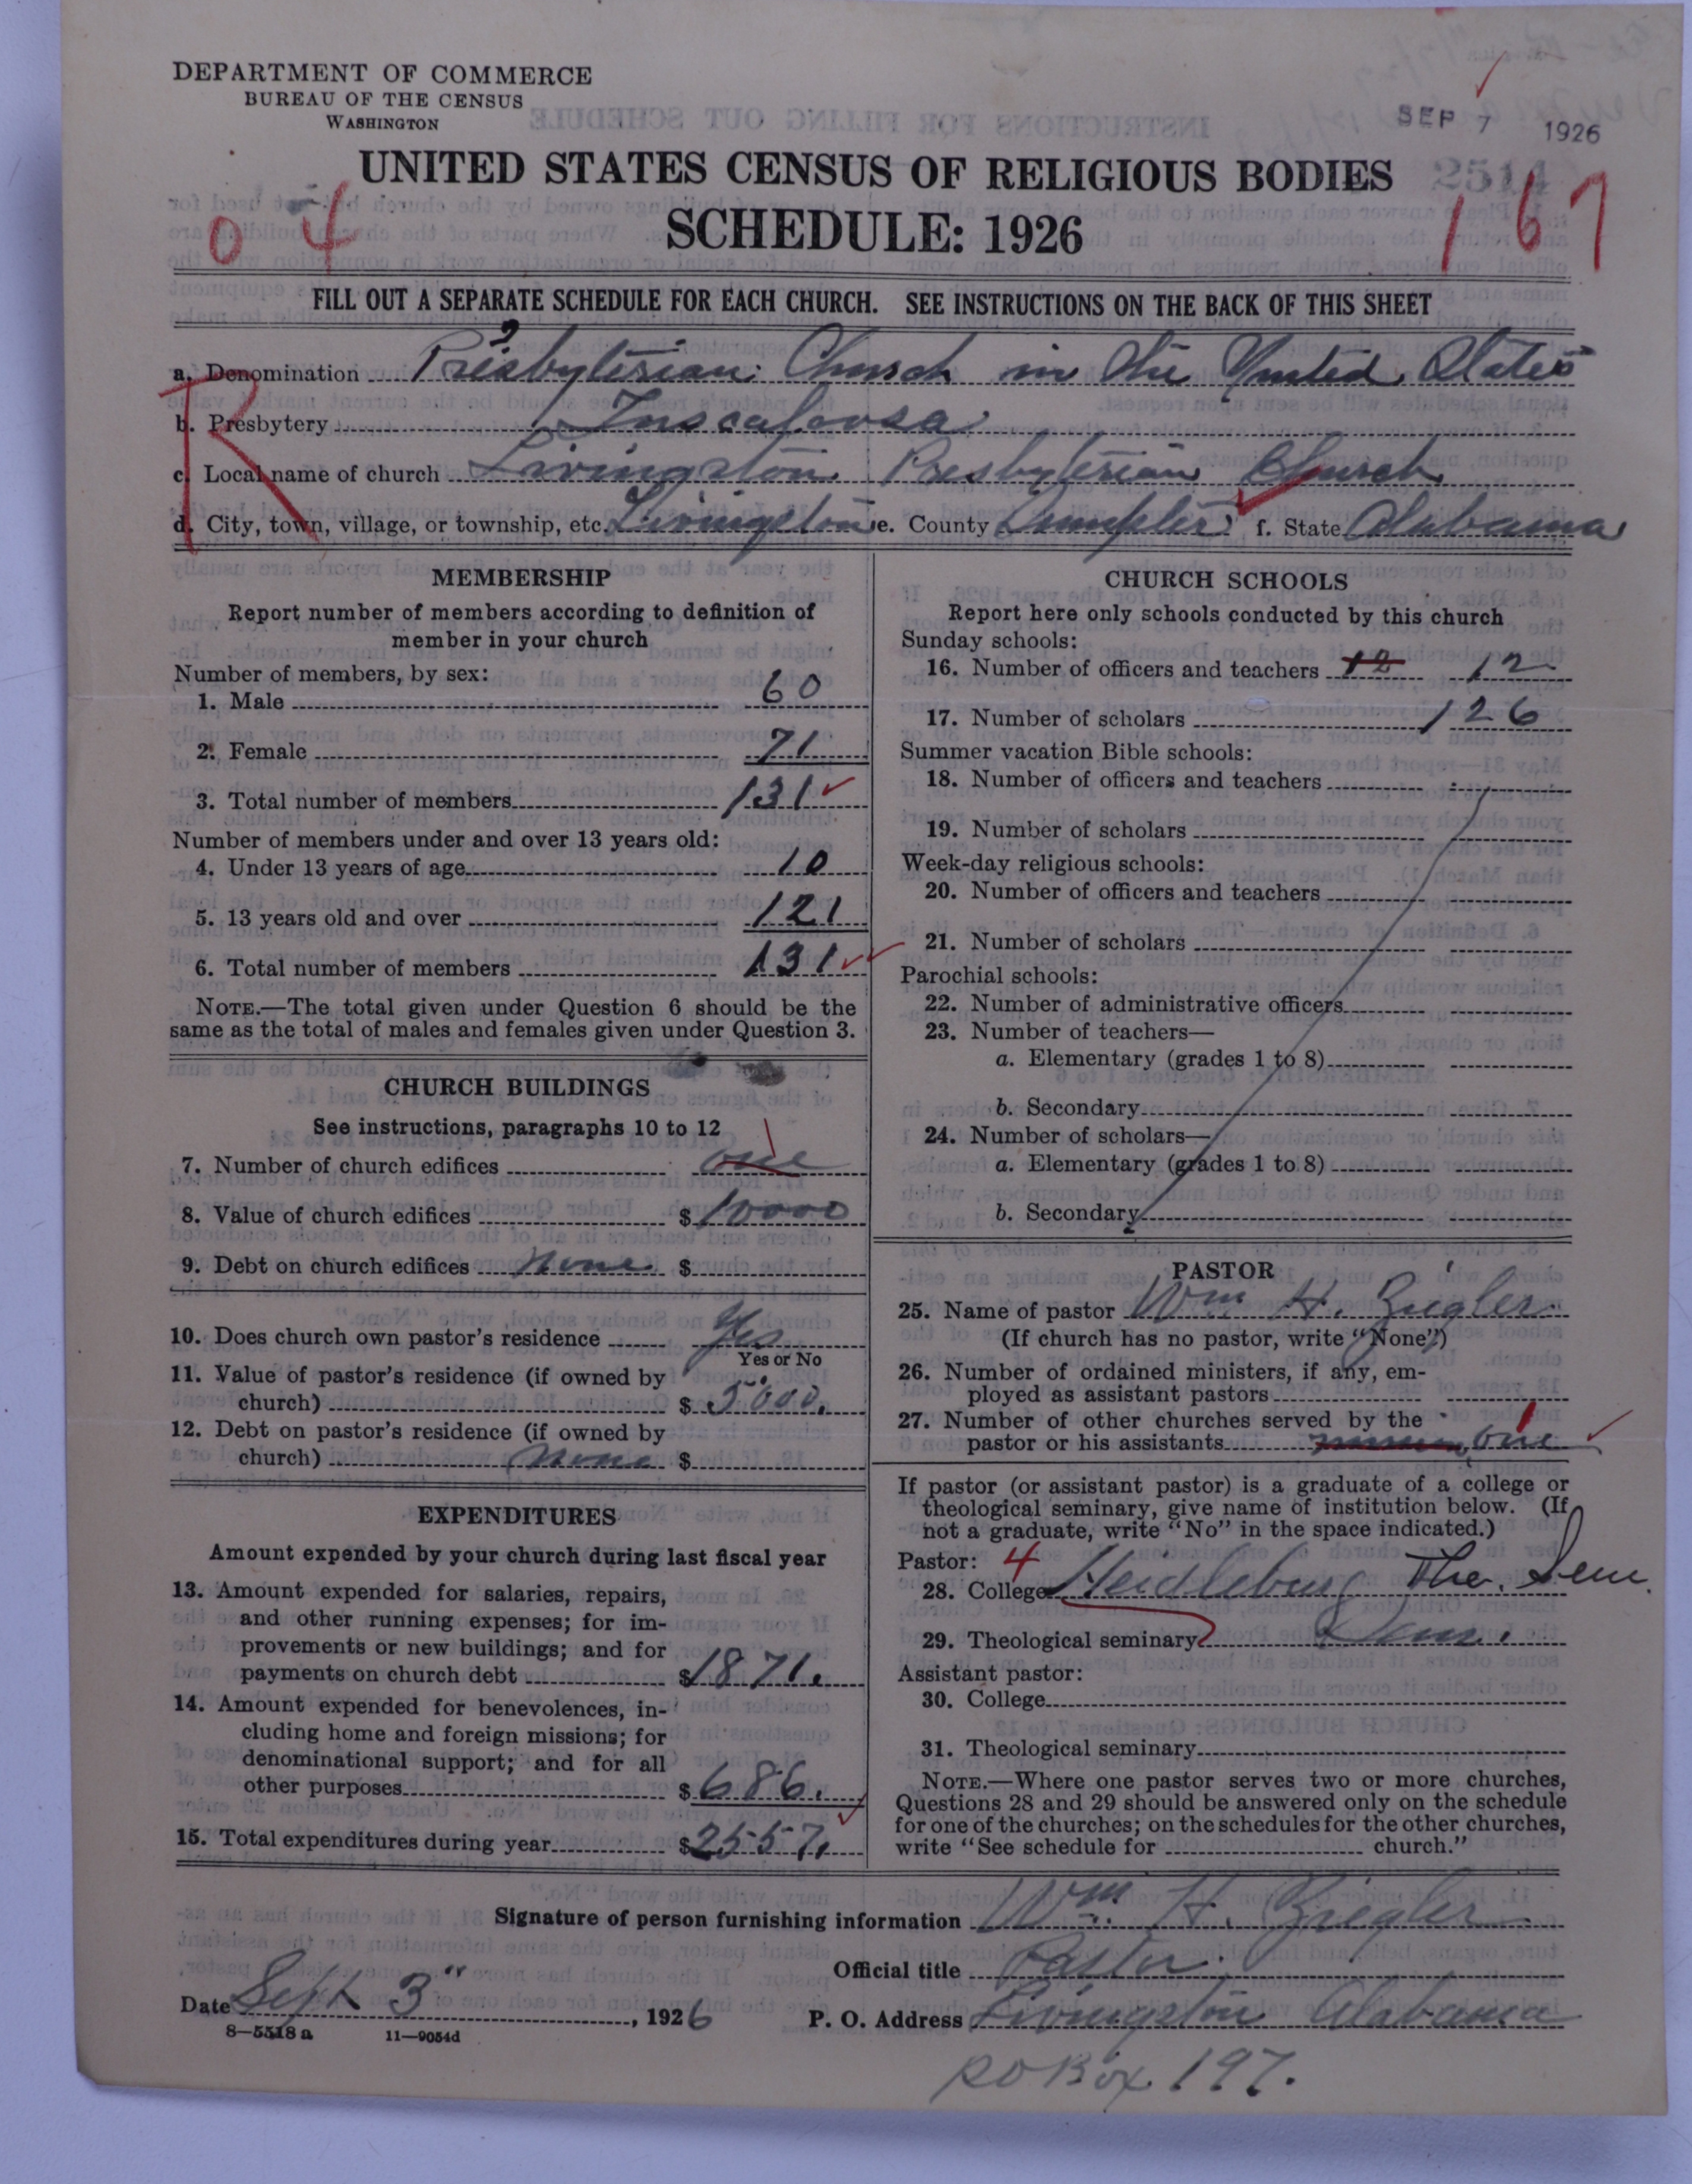 DEPARTMENT OF COMMERCE
BUREAU OF THE CENSUS
WASHINGTON
SEP 7 1926
UNITED STATES CENSUS OF RELIGIOUS BODIES
SCHEDULE: 1926
0 4
167
FILL OUT A SEPARATE SCHEDULE FOR EACH CHURCH. SEE INSTRUCTIONS ON THE BACK OF THIS SHEET
a. Denomination Presbyterian Church in the United States
b. Presbytery Tuscaloosa
c. Local name of church Livingston Presbyterian Church
d. City, town, village, or township, etc. Livingston e. County Sumpter f. State Alabama
R
MEMBERSHIP
Report number of members according to definition of
member in your church
Number of members, by sex:
1. Male 60
2. Female 71
3. Total number of members 131
Number of members under and over 13 years old:
4. Under 13 years of age 10
5. 13 years old and over 121
6. Total number of members 131
NOTE.—The total given under Question 6 should be the
same as the total of males and females given under Question 3.
CHURCH BUILDINGS
See instructions, paragraphs 10 to 12
7. Number of church edifices one 1
8. Value of church edifices $ 10000
9. Debt on church edifices None $
10. Does church own pastor's residence Yes
Yes or No
11. Value of pastor's residence (if owned by
church) $ 5000.
12. Debt on pastor's residence (if owned by
church) None $
EXPENDITURES
Amount expended by your church during last fiscal year
13. Amount expended for salaries, repairs,
and other running expenses; for im-
provements or new buildings; and for
payments on church debt $ 1871.
14. Amount expended for benevolences, in-
cluding home and foreign missions; for
denominational support; and for all
other purposes $ 686.
15. Total expenditures during year $ 2557.
CHURCH SCHOOLS
Report here only schools conducted by this church
Sunday schools:
16. Number of officers and teachers 12 12
17. Number of scholars 126
Summer vacation Bible schools:
18. Number of officers and teachers
19. Number of scholars
Week-day religious schools:
20. Number of officers and teachers
21. Number of scholars
Parochial schools:
22. Number of administrative officers
23. Number of teachers—
a. Elementary (grades 1 to 8)
b. Secondary
24. Number of scholars—
a. Elementary (grades 1 to 8)
b. Secondary
PASTOR
25. Name of pastor Wm H. Ziegler
(If church has no pastor, write "None")
26. Number of ordained ministers, if any, em-
ployed as assistant pastors
27. Number of other churches served by the
pastor or his assistants one 1
If pastor (or assistant pastor) is a graduate of a college or
theological seminary, give name of institution below. (If
not a graduate, write "No" in the space indicated.)
Pastor: 4
28. College Heidleburg The. Sem.
29. Theological seminary Sem.
Assistant pastor:
30. College
31. Theological seminary
NOTE.—Where one pastor serves two or more churches,
Questions 28 and 29 should be answered only on the schedule
for one of the churches; on the schedules for the other churches,
write "See schedule for church."
Signature of person furnishing information Wm. H. Ziegler
Official title Pastor
Date Sept 3", 1926
P. O. Address Livingston Alabama
8—5518 a 11—9054d
P O Box 197.